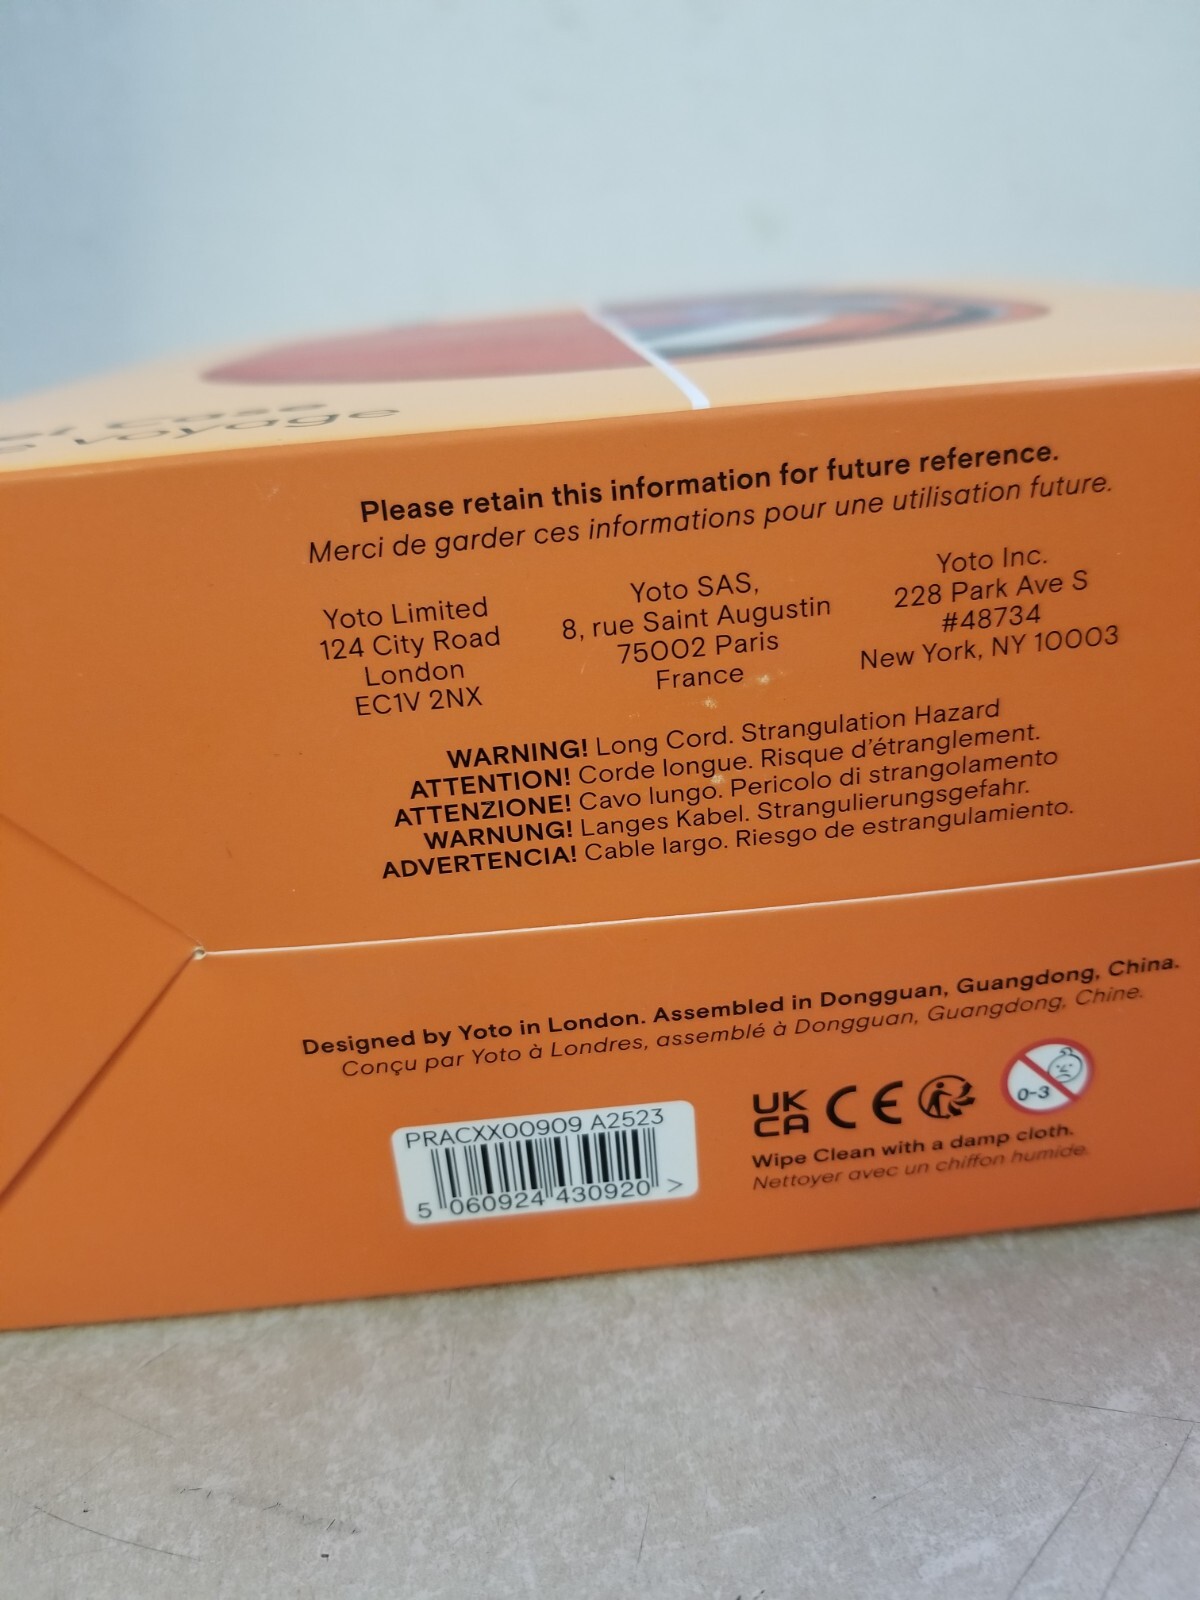 Case
voyage
Please retain this information for future reference.
Merci de garder ces informations pour une utilisation future.
Yoto Limited
124 City Road
London
EC1V 2NX
Yoto SAS,
8, rue Saint Augustin
75002 Paris
France
Yoto Inc.
228 Park Ave S
#48734
New York, NY 10003
WARNING! Long Cord. Strangulation Hazard
ATTENTION! Corde longue. Risque d'étranglement.
ATTENZIONE! Cavo lungo. Pericolo di strangolamento
WARNUNG! Langes Kabel. Strangulierungsgefahr.
ADVERTENCIA! Cable largo. Riesgo de estrangulamiento.
Designed by Yoto in London. Assembled in Dongguan, Guangdong, China.
Conçu par Yoto à Londres, assemblé à Dongguan, Guangdong, Chine.
PRACXX00909 A2523
5 060924 430920 >
UK
CA CE
0-3
Wipe Clean with a damp cloth.
Nettoyer avec un chiffon humide.